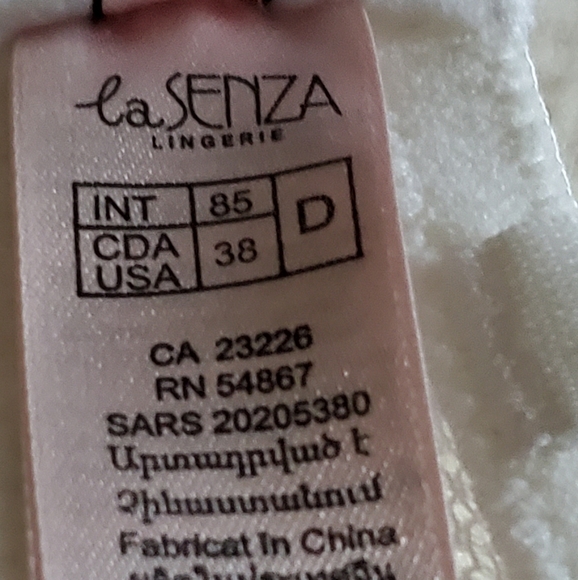 la SENZA
LINGERIE
INT 85 D
CDA USA 38
CA 23226
RN 54867
SARS 20205380
Արտադրված է
Չինաստանում
Fabricat In China